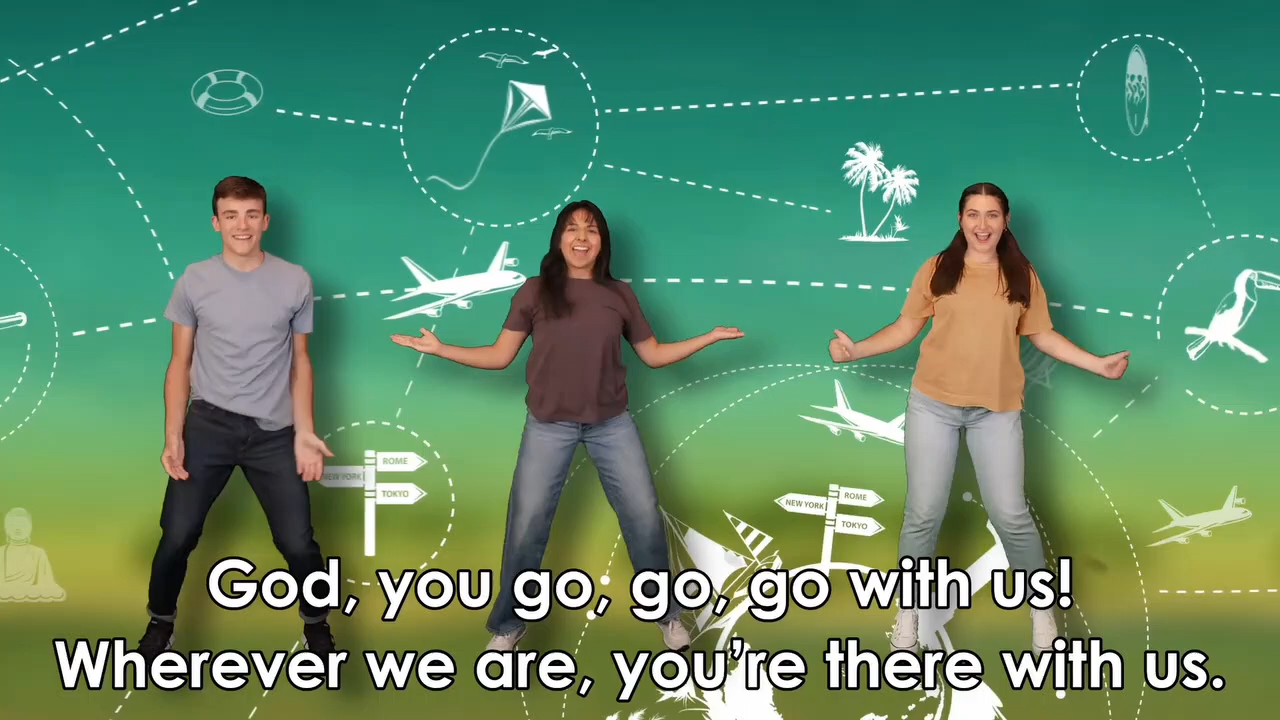 ROME
NEW YORK
TOKYO
ROME
NEW YORK
TOKYO
God, you go, go, go with us!
Wherever we are, you're there with us.